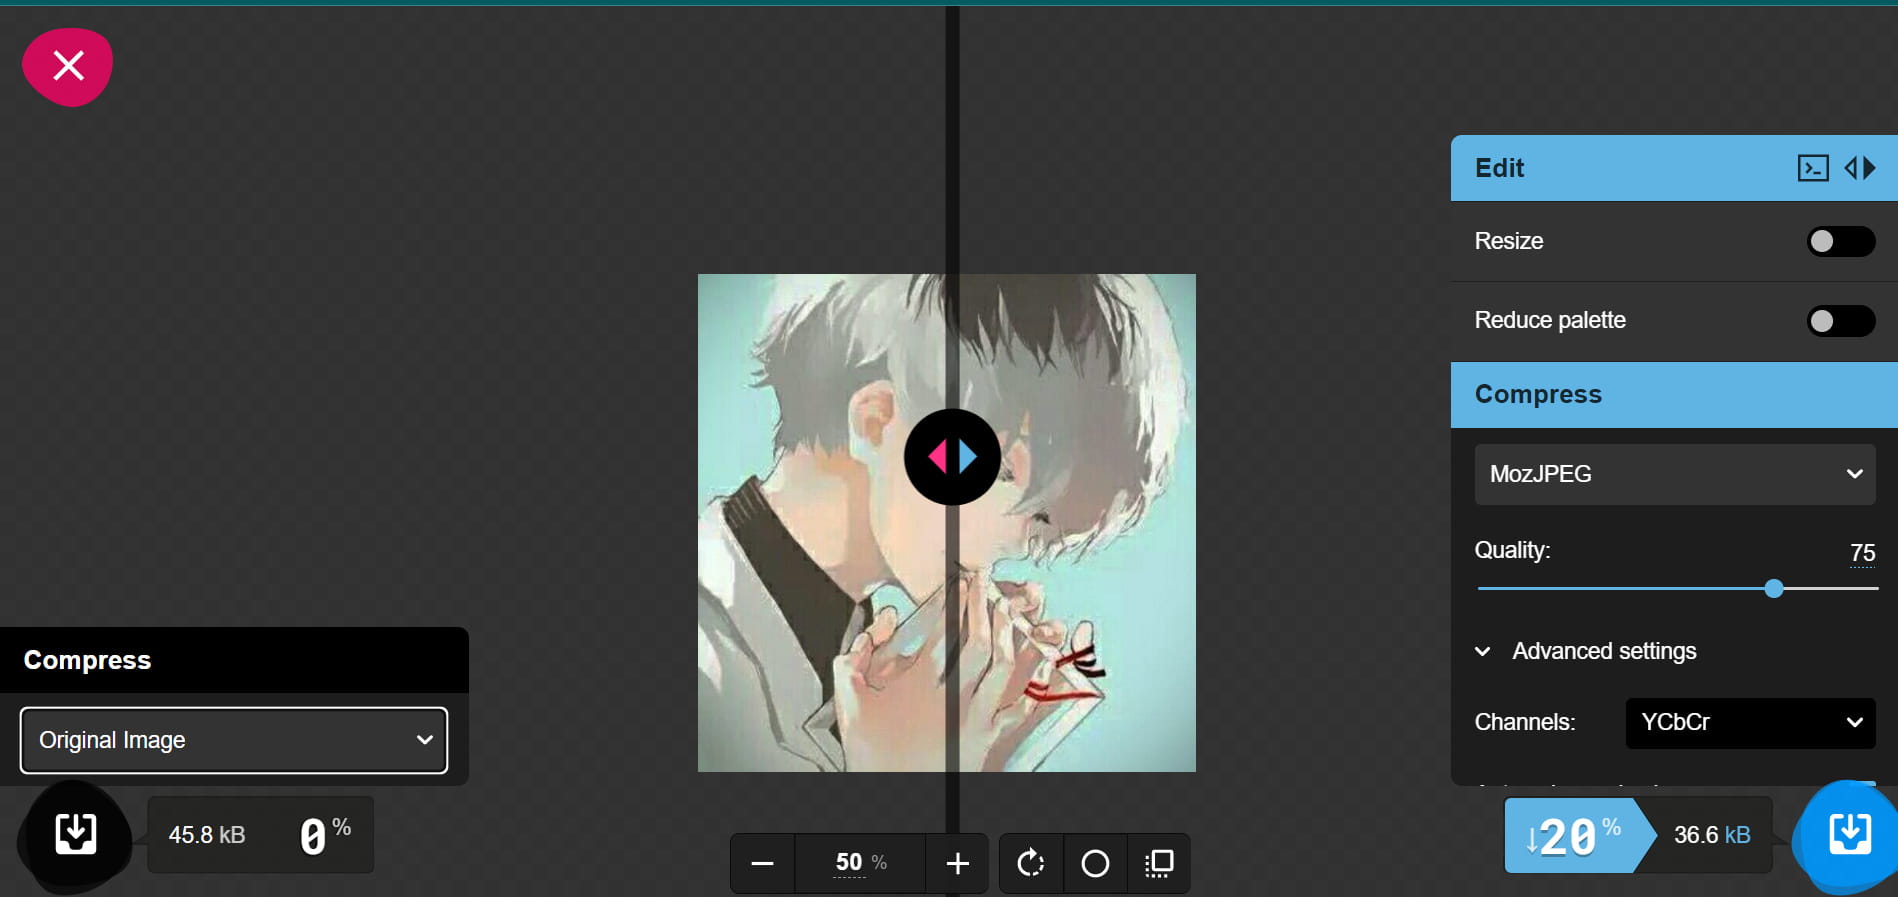 Edit
Resize
Reduce palette
Compress
MozJPEG
Quality:
75
Advanced settings
Channels:
YCbCr
Compress
Original Image
45.8 kB
0 %
50 %
↓20 %
36.6 kB